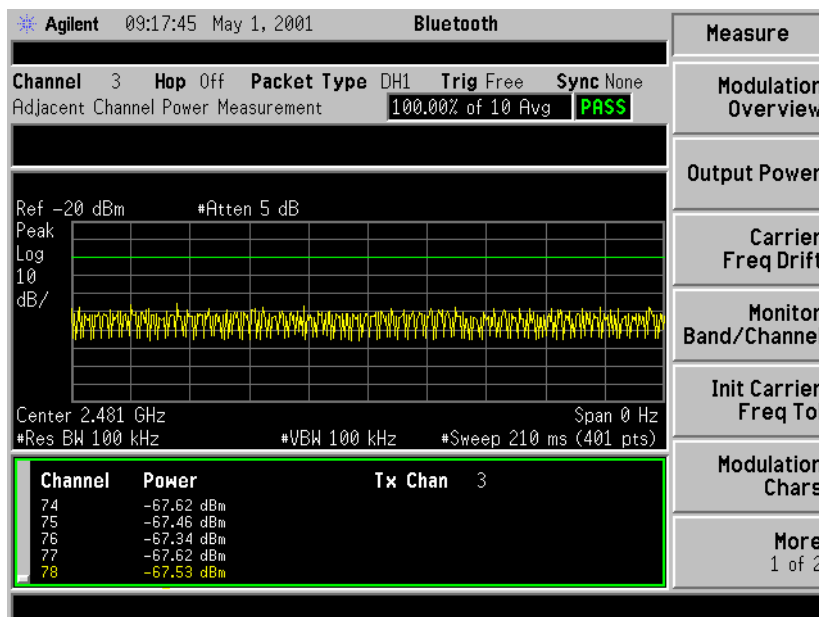 Agilent 09:17:45 May 1, 2001 Bluetooth
Measure
Channel 3 Hop Off Packet Type DH1 Trig Free Sync None
Adjacent Channel Power Measurement 100.00% of 10 Avg PASS
Modulation
Overview
Output Power
Carrier
Freq Drift
Monitor
Band/Channel
Init Carrier
Freq To
Modulation
Chars
More
1 of 2
Ref -20 dBm #Atten 5 dB
Peak
Log
10
dB/
Center 2.481 GHz Span 0 Hz
#Res BW 100 kHz #VBW 100 kHz #Sweep 210 ms (401 pts)
Channel Power Tx Chan 3
74 -67.62 dBm
75 -67.46 dBm
76 -67.34 dBm
77 -67.62 dBm
78 -67.53 dBm